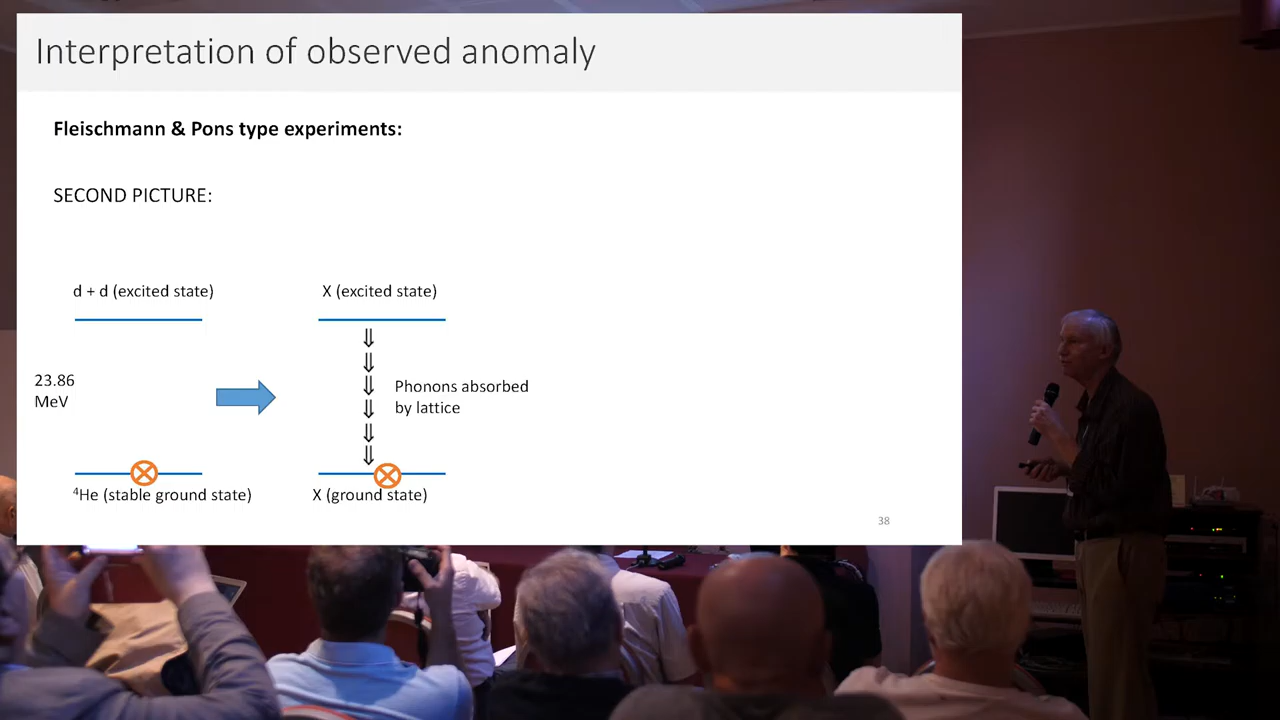 Interpretation of observed anomaly
Fleischmann & Pons type experiments:
SECOND PICTURE:
d + d (excited state)
X (excited state)
23.86
MeV
Phonons absorbed
by lattice
⁴He (stable ground state)
X (ground state)
38